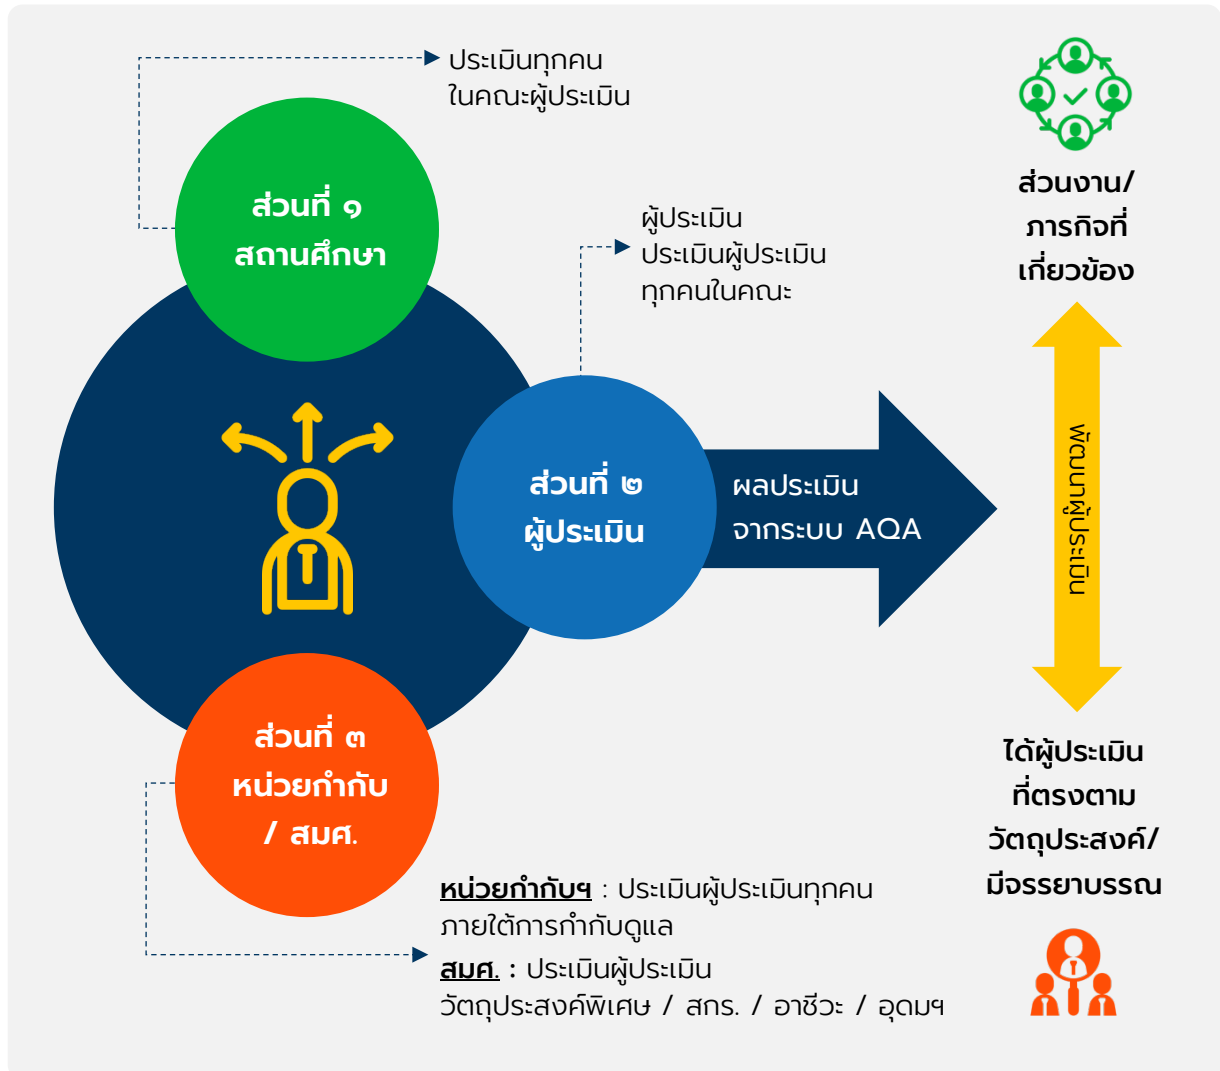 ประเมินทุกคน
ในคณะผู้ประเมิน
ส่วนที่ ๑
สถานศึกษา
ผู้ประเมิน
ประเมินผู้ประเมิน
ทุกคนในคณะ
ส่วนที่ ๒
ผู้ประเมิน
ผลประเมิน
จากระบบ AQA
ส่วนที่ ๓
หน่วยกำกับ
/ สมศ.
หน่วยกำกับฯ : ประเมินผู้ประเมินทุกคน
ภายใต้การกำกับดูแล
สมศ. : ประเมินผู้ประเมิน
วัตถุประสงค์พิเศษ / สกร. / อาชีวะ / อุดมฯ
ส่วนงาน/
ภารกิจที่
เกี่ยวข้อง
พัฒนาผู้ประเมิน
ได้ผู้ประเมิน
ที่ตรงตาม
วัตถุประสงค์/
มีจรรยาบรรณ